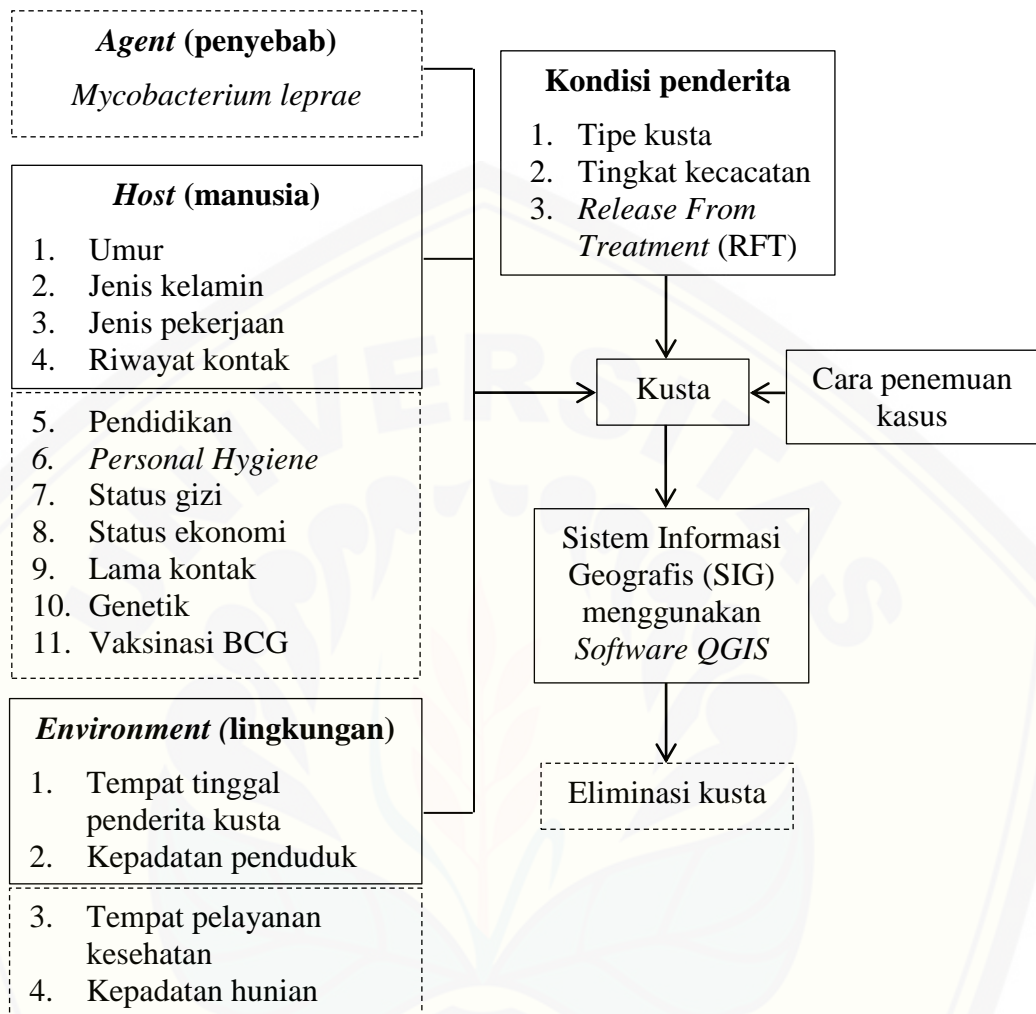 Agent (penyebab)
Mycobacterium leprae
Host (manusia)
1. Umur
2. Jenis kelamin
3. Jenis pekerjaan
4. Riwayat kontak
5. Pendidikan
6. Personal Hygiene
7. Status gizi
8. Status ekonomi
9. Lama kontak
10. Genetik
11. Vaksinasi BCG
Environment (lingkungan)
1. Tempat tinggal
penderita kusta
2. Kepadatan penduduk
3. Tempat pelayanan
kesehatan
4. Kepadatan hunian
Kondisi penderita
1. Tipe kusta
2. Tingkat kecacatan
3. Release From
Treatment (RFT)
Kusta
Cara penemuan
kasus
Sistem Informasi
Geografis (SIG)
menggunakan
Software QGIS
Eliminasi kusta
UNIVERSITAS